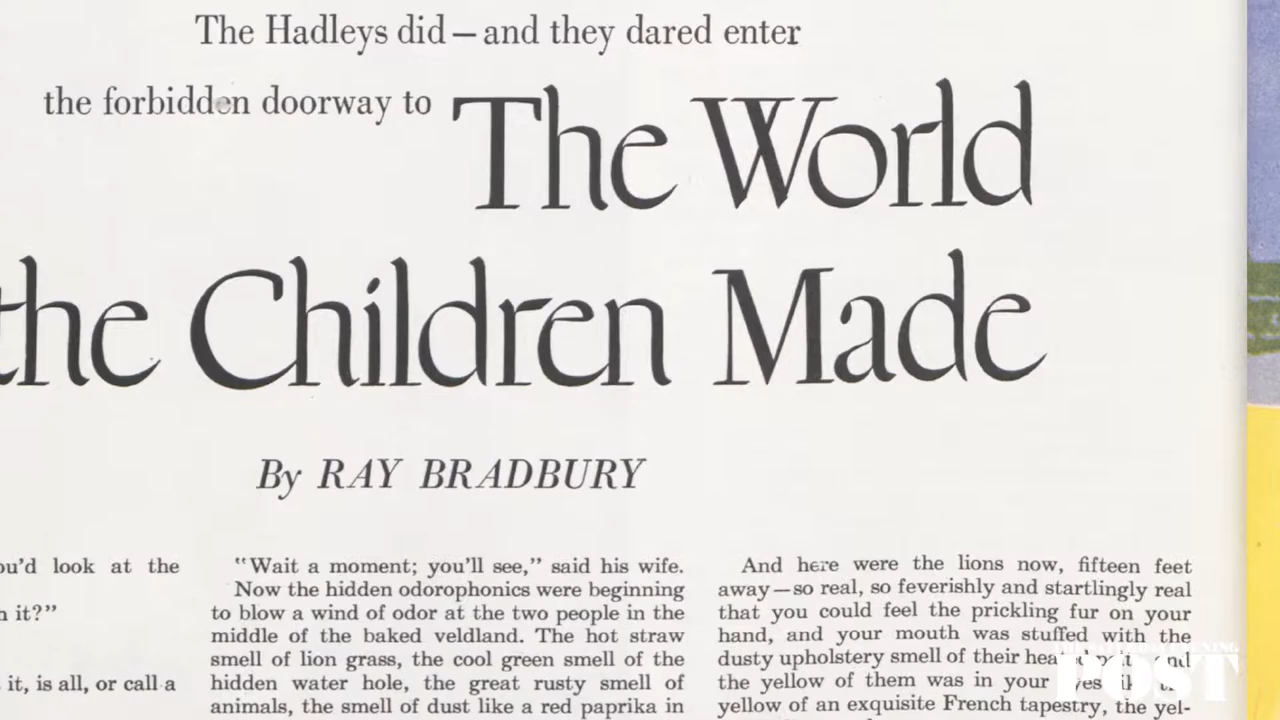 The Hadleys did—and they dared enter
the forbidden doorway to
The World
the Children Made
By RAY BRADBURY
ou'd look at the
it?”
it, is all, or call a
“Wait a moment; you'll see,” said his wife.
Now the hidden odorophonics were beginning
to blow a wind of odor at the two people in the
middle of the baked veldland. The hot straw
smell of lion grass, the cool green smell of the
hidden water hole, the great rusty smell of
animals, the smell of dust like a red paprika in
And here were the lions now, fifteen feet
away—so real, so feverishly and startlingly real
that you could feel the prickling fur on your
hand, and your mouth was stuffed with the
dusty upholstery smell of their
the yellow of them was in your
yellow of an exquisite French tapestry, the yel-
POST